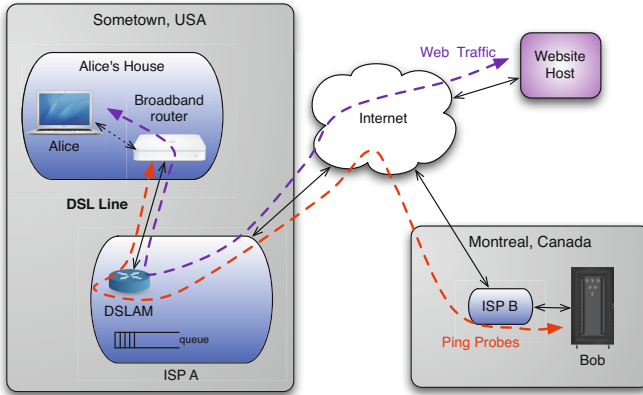 Sometown, USA
Alice's House
Broadband
router
Alice
DSL Line
DSLAM
queue
ISP A
Internet
Web Traffic
Website
Host
Montreal, Canada
ISP B
Ping Probes
Bob